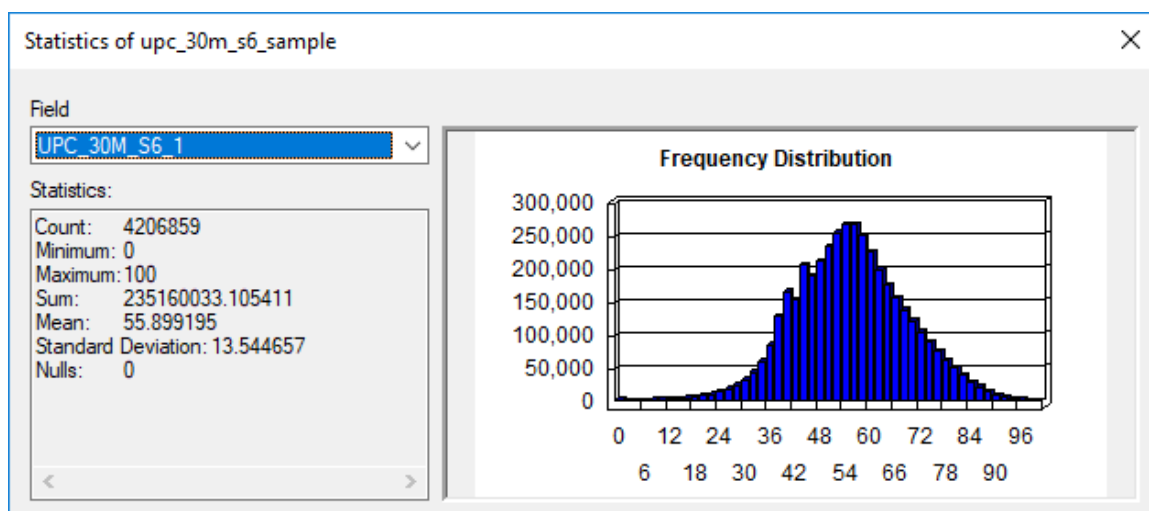 Statistics of upc_30m_s6_sample
Field
UPC_30M_S6_1
Statistics:
Count: 4206859
Minimum: 0
Maximum: 100
Sum: 235160033.105411
Mean: 55.899195
Standard Deviation: 13.544657
Nulls: 0
Frequency Distribution
300,000
250,000
200,000
150,000
100,000
50,000
0
0 12 24 36 48 60 72 84 96
6 18 30 42 54 66 78 90